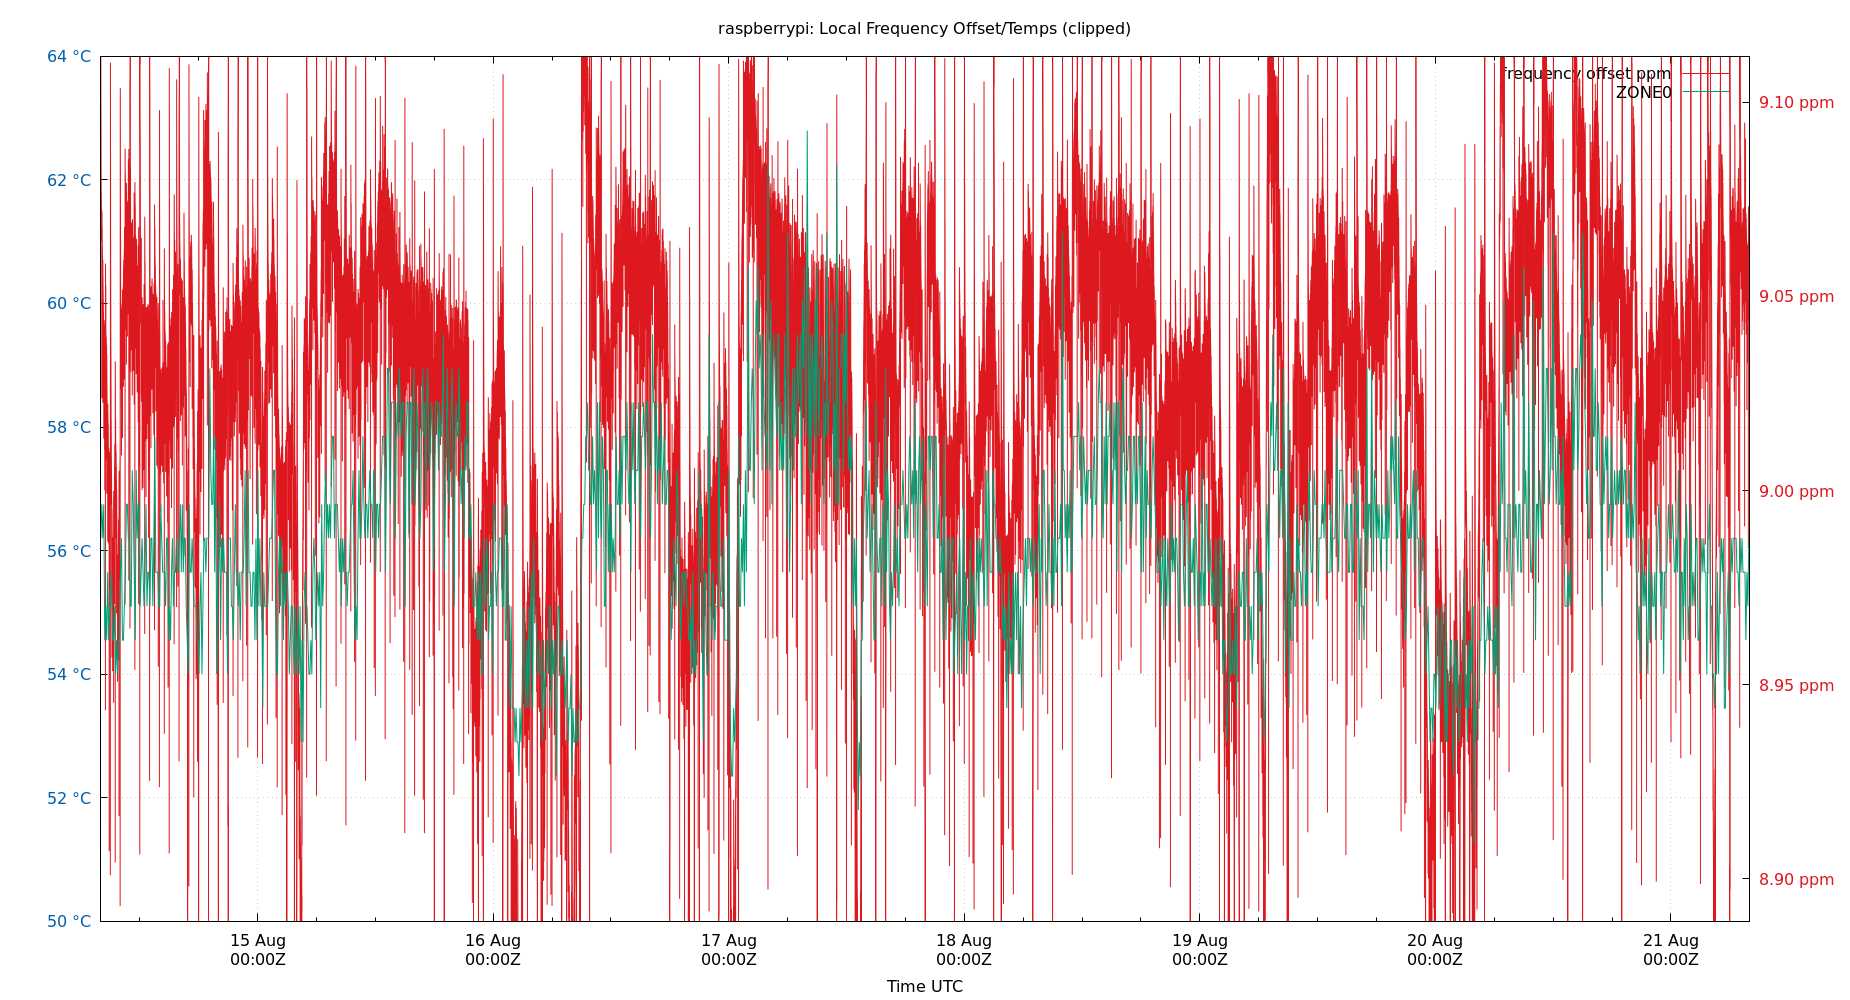 raspberrypi: Local Frequency Offset/Temps (clipped)
64 °C
62 °C
60 °C
58 °C
56 °C
54 °C
52 °C
50 °C
frequency offset ppm
ZONE0
9.10 ppm
9.05 ppm
9.00 ppm
8.95 ppm
8.90 ppm
15 Aug
00:00Z
16 Aug
00:00Z
17 Aug
00:00Z
18 Aug
00:00Z
19 Aug
00:00Z
20 Aug
00:00Z
21 Aug
00:00Z
Time UTC